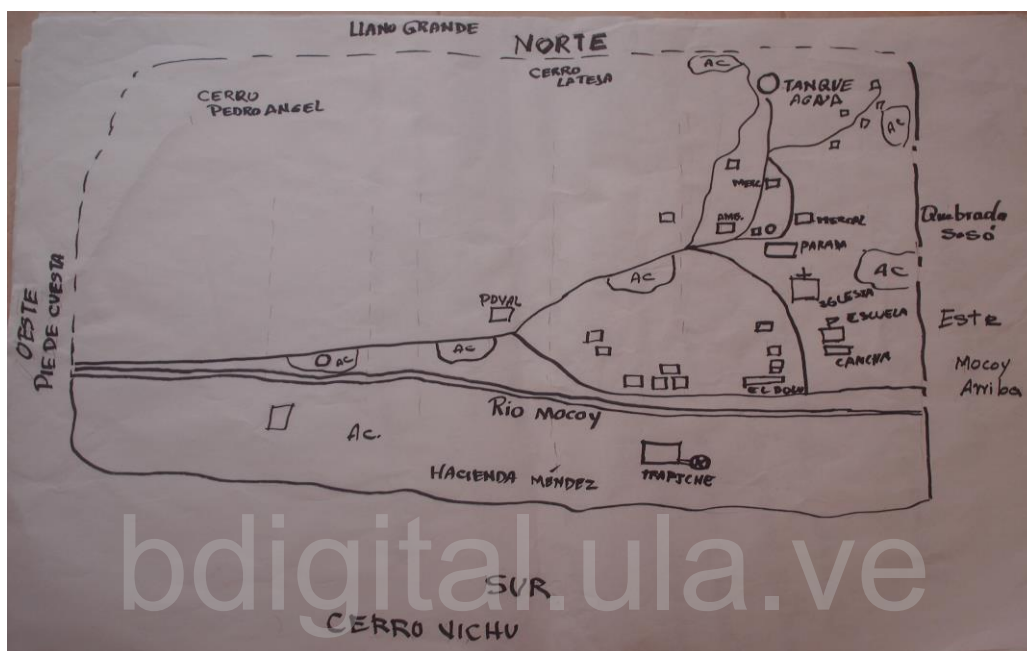 LLANO GRANDE
NORTE
CERRO
LA TEJA
AC
TANQUE
AGUA
AC
CERRO
PEDRO ANGEL
MERC
AMB.
MERCAL
PARADA
Quebrada
Sosó
AC
AC
IGLESIA
ESCUELA
CANCHA
Este
Mocoy
Arriba
OESTE
PIE DE CUESTA
PDVAL
AC
AC
Rio Mocoy
AC.
HACIENDA MÉNDEZ
TRAPICHE
SUR
CERRO VICHU
bdigital.ula.ve